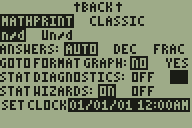 ↑BACK↑
MATHPRINT CLASSIC
n/d Un/d
ANSWERS: AUTO DEC FRAC
GOTO FORMAT GRAPH: NO YES
STAT DIAGNOSTICS: OFF
STAT WIZARDS: ON OFF
SET CLOCK 01/01/01 12:00AM